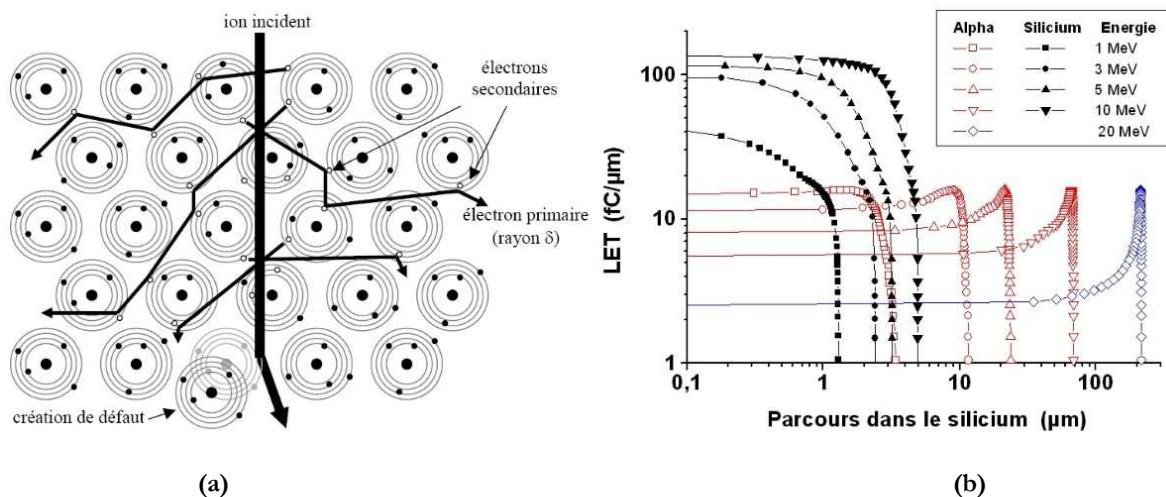 ion incident
électrons
secondaires
électron primaire
(rayon δ)
création de défaut
(a)
Alpha Silicium Energie
1 MeV
3 MeV
5 MeV
10 MeV
20 MeV
LET (fC/µm)
100
10
1
0,1 1 10 100
Parcours dans le silicium (µm)
(b)